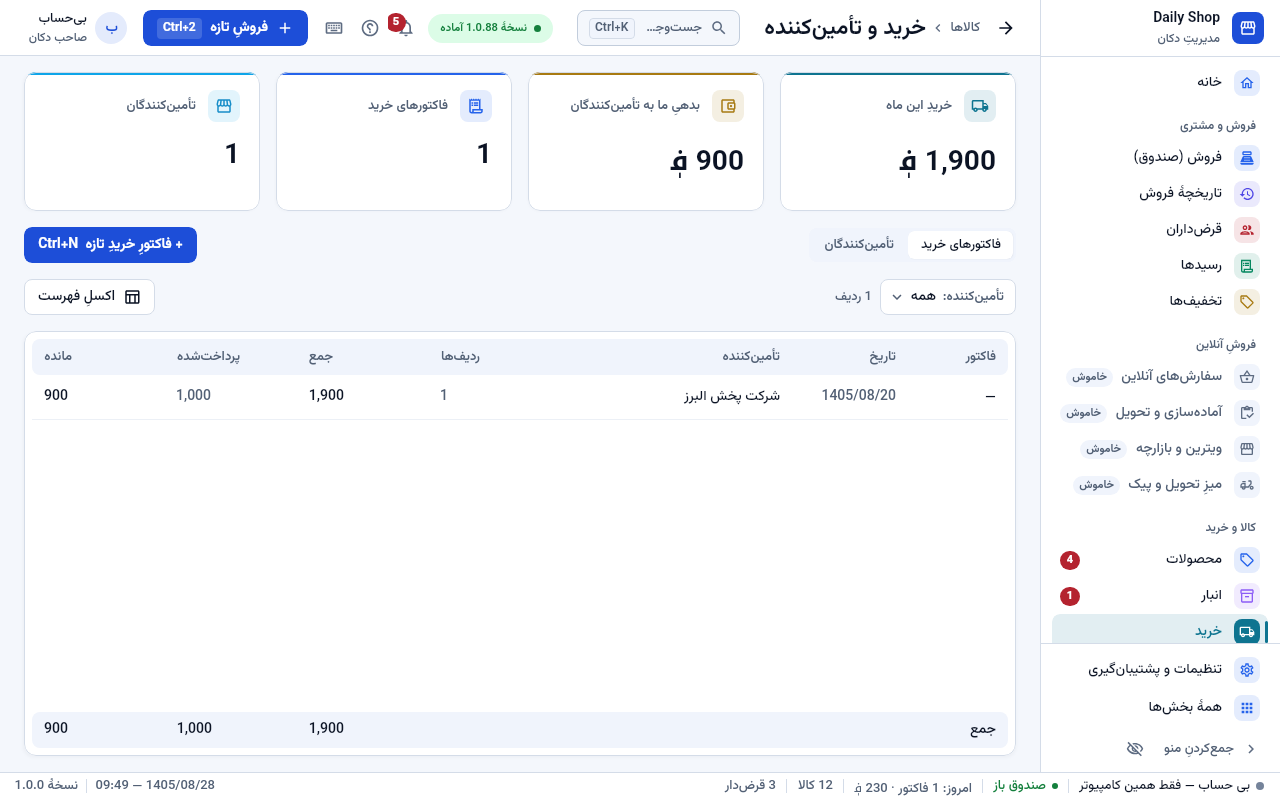 Daily Shop
مدیریتِ دکان
خانه
فروش و مشتری
فروش (صندوق)
تاریخچهٔ فروش
قرض‌داران
رسیدها
تخفیف‌ها
فروشِ آنلاین
سفارش‌های آنلاین خاموش
آماده‌سازی و تحویل خاموش
ویترین و بازارچه خاموش
میزِ تحویل و پیک خاموش
کالا و خرید
محصولات 4
انبار 1
خرید
تنظیمات و پشتیبان‌گیری
همهٔ بخش‌ها
جمع‌کردنِ منو
کالاها › خرید و تأمین‌کننده
جست‌وجـ... Ctrl+K
نسخهٔ 1.0.88 آماده
5
+ فروشِ تازه Ctrl+2
ب
بی‌حساب
صاحب دکان
خریدِ این ماه
1,900 ؋
بدهیِ ما به تأمین‌کنندگان
900 ؋
فاکتورهای خرید
1
تأمین‌کنندگان
1
فاکتورهای خرید
تأمین‌کنندگان
+ فاکتورِ خریدِ تازه Ctrl+N
تأمین‌کننده: همه
1 ردیف
اکسلِ فهرست
فاکتور تاریخ تأمین‌کننده ردیف‌ها جمع پرداخت‌شده مانده
— 1405/08/20 شرکت پخش البرز 1 1,900 1,000 900
جمع 1,900 1,000 900
بی حساب — فقط همین کامپیوتر
صندوق باز
امروز: 1 فاکتور · 230 ؋
12 کالا
3 قرض‌دار
1405/08/28 — 09:49
نسخهٔ 1.0.0